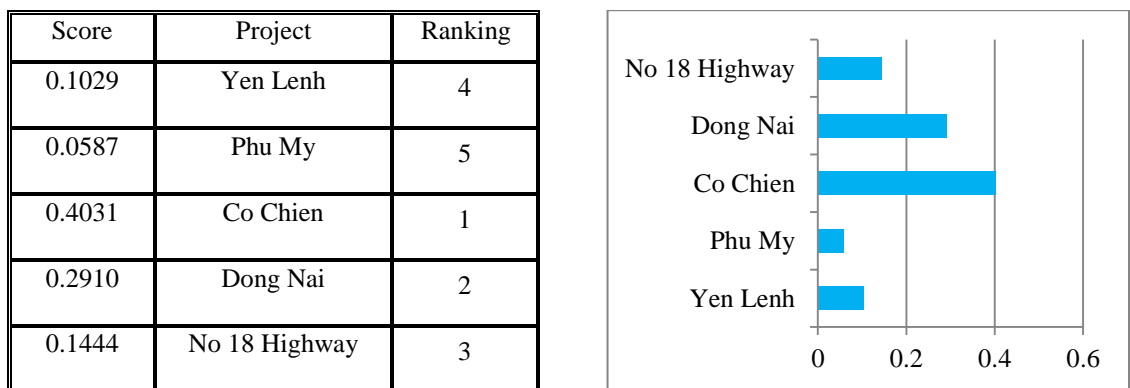 Score Project Ranking
0.1029 Yen Lenh 4
0.0587 Phu My 5
0.4031 Co Chien 1
0.2910 Dong Nai 2
0.1444 No 18 Highway 3
No 18 Highway
Dong Nai
Co Chien
Phu My
Yen Lenh
0 0.2 0.4 0.6